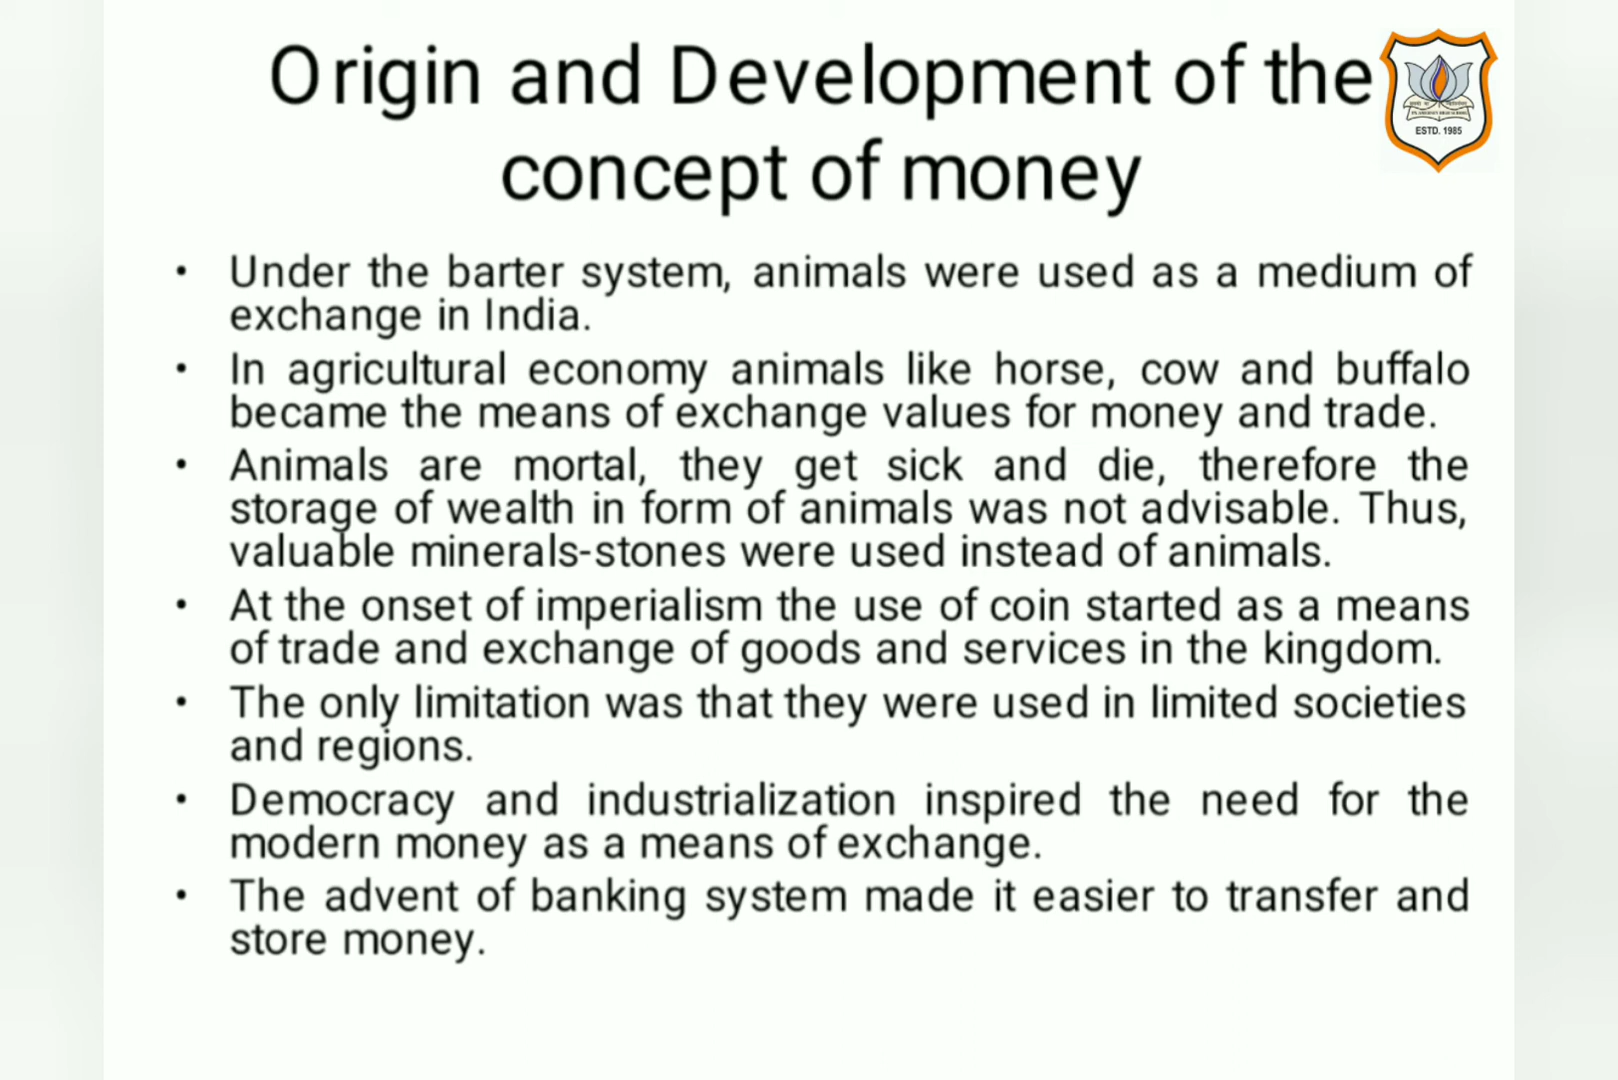 Origin and Development of the
concept of money
ESTD. 1985
• Under the barter system, animals were used as a medium of
exchange in India.
• In agricultural economy animals like horse, cow and buffalo
became the means of exchange values for money and trade.
• Animals are mortal, they get sick and die, therefore the
storage of wealth in form of animals was not advisable. Thus,
valuable minerals-stones were used instead of animals.
• At the onset of imperialism the use of coin started as a means
of trade and exchange of goods and services in the kingdom.
• The only limitation was that they were used in limited societies
and regions.
• Democracy and industrialization inspired the need for the
modern money as a means of exchange.
• The advent of banking system made it easier to transfer and
store money.